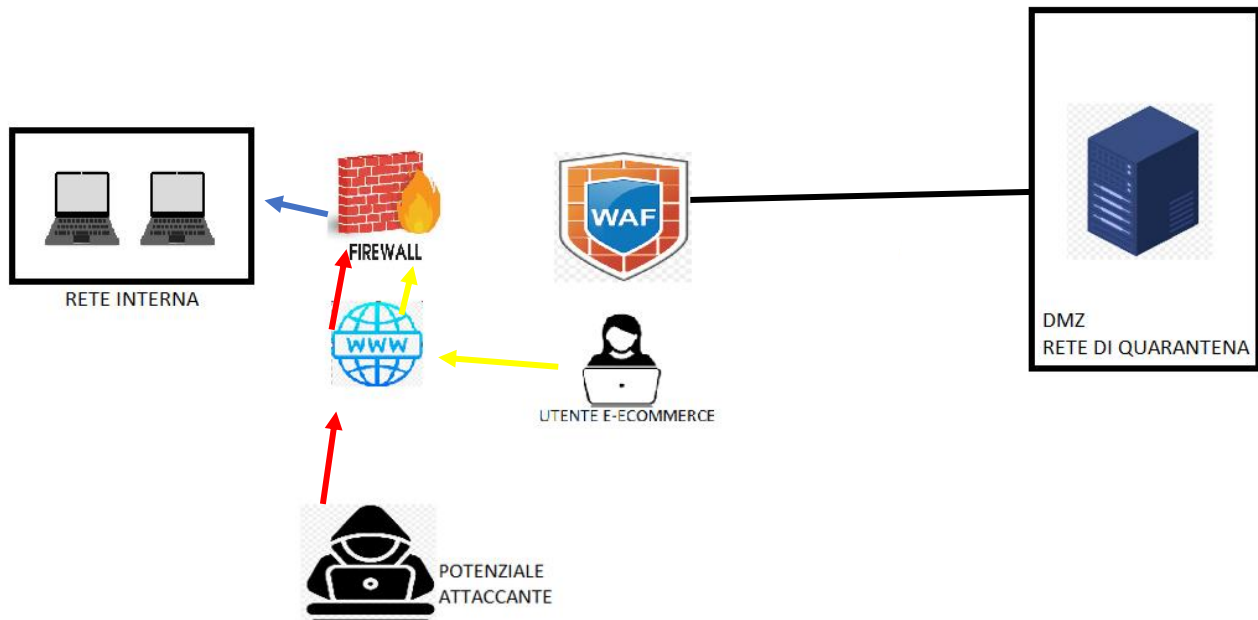 WAF
FIREWALL
RETE INTERNA
WWW
DMZ
RETE DI QUARANTENA
UTENTE E-ECOMMERCE
POTENZIALE
ATTACCANTE